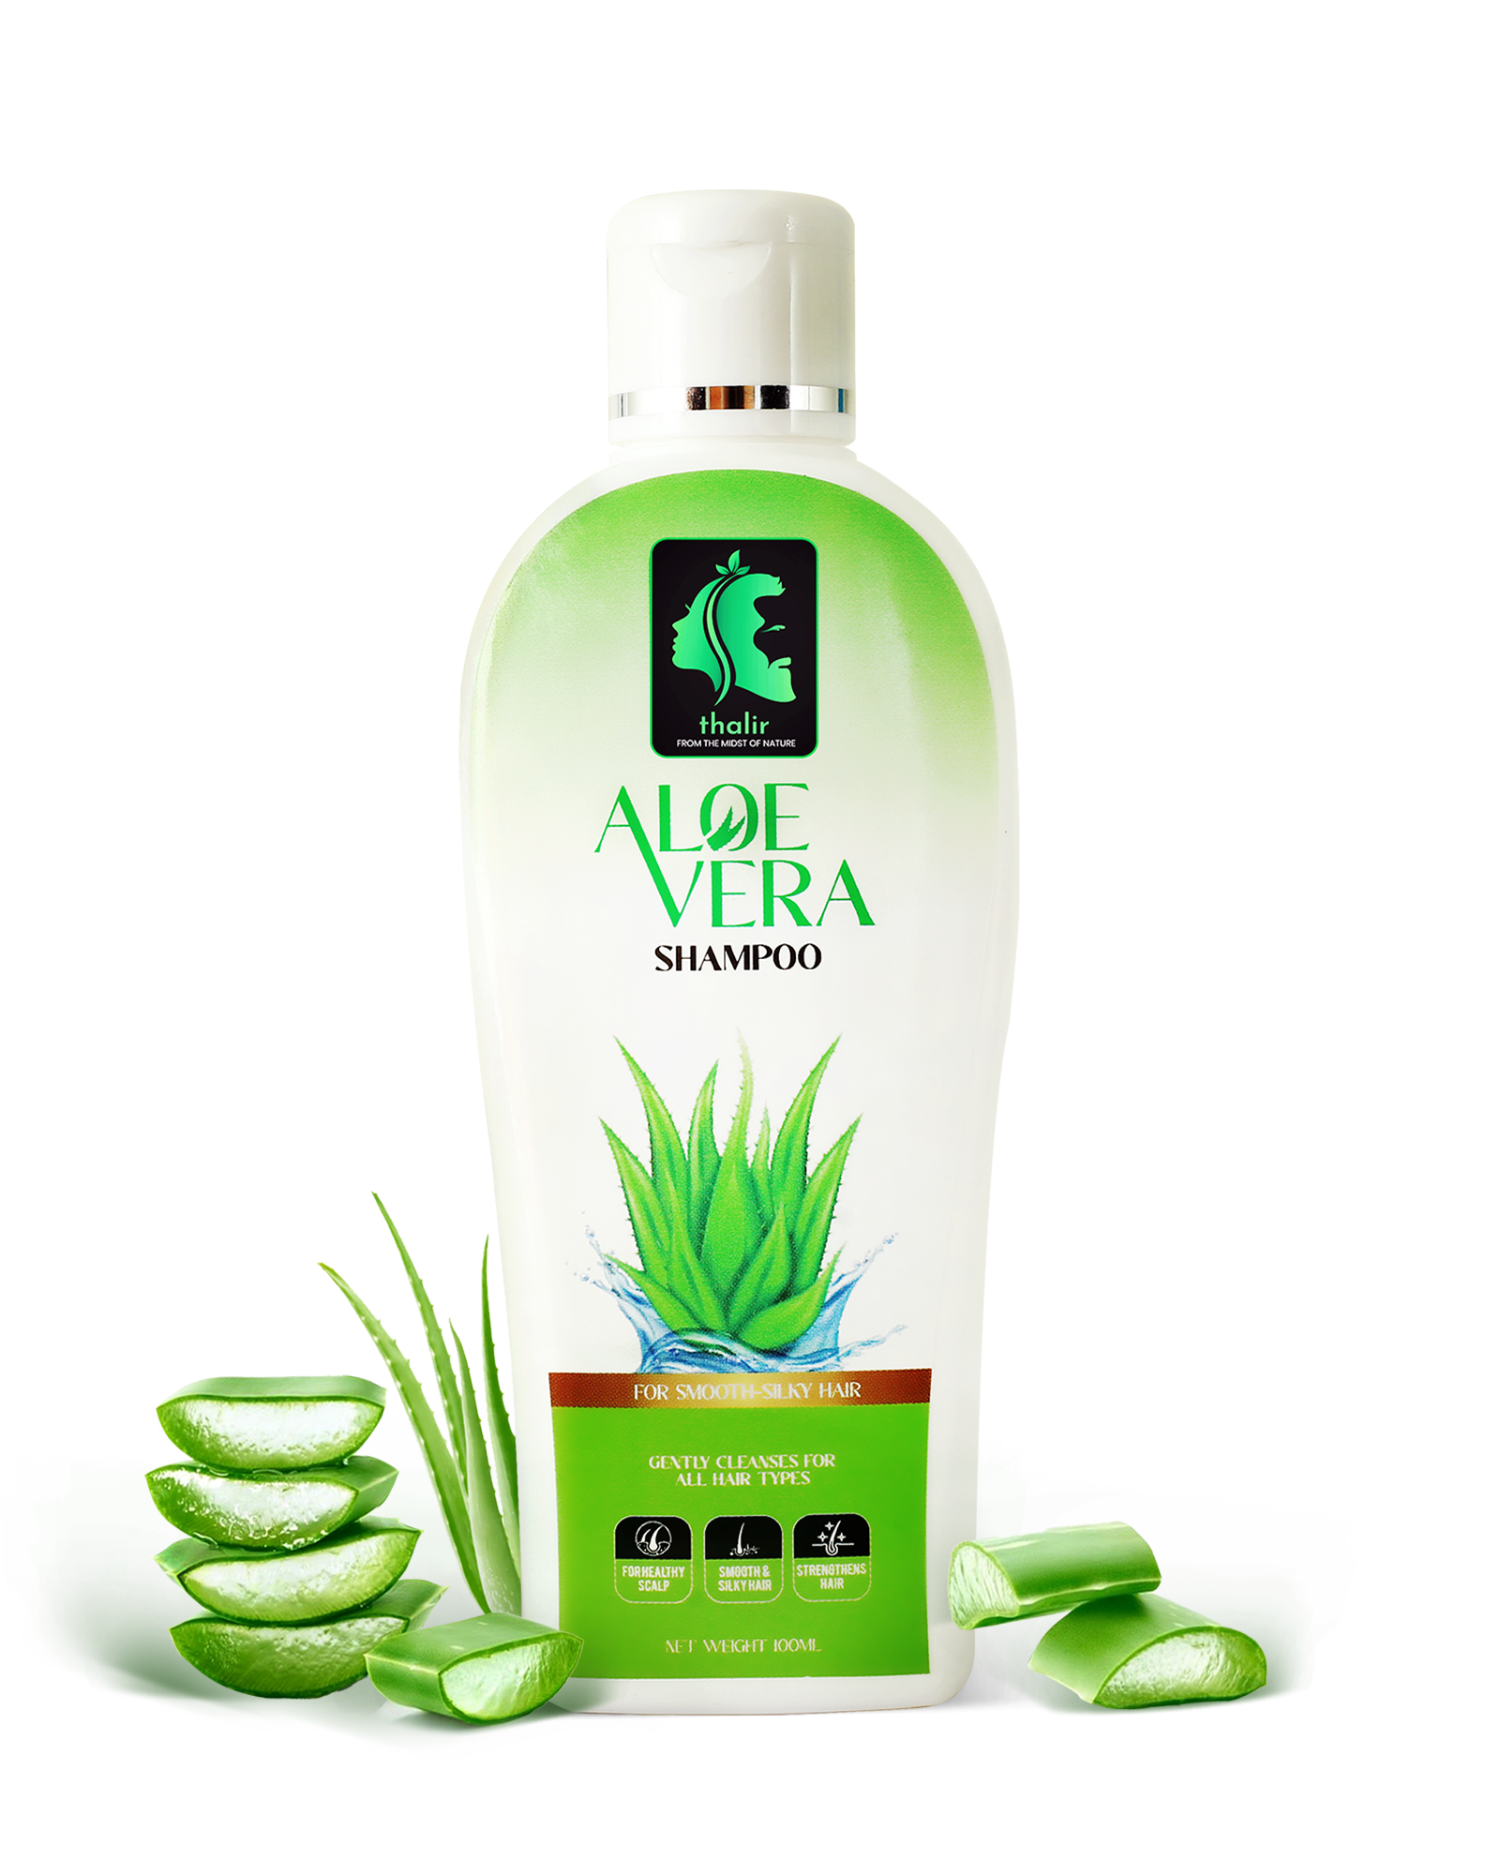 thalir
FROM THE MIDST OF NATURE
ALOE
VERA
SHAMPOO
FOR SMOOTH-SILKY HAIR
GENTLY CLEANSES FOR
ALL HAIR TYPES
FOR HEALTHY
SCALP
SMOOTH &
SILKY HAIR
STRENGTHENS
HAIR
NET WEIGHT 100ML